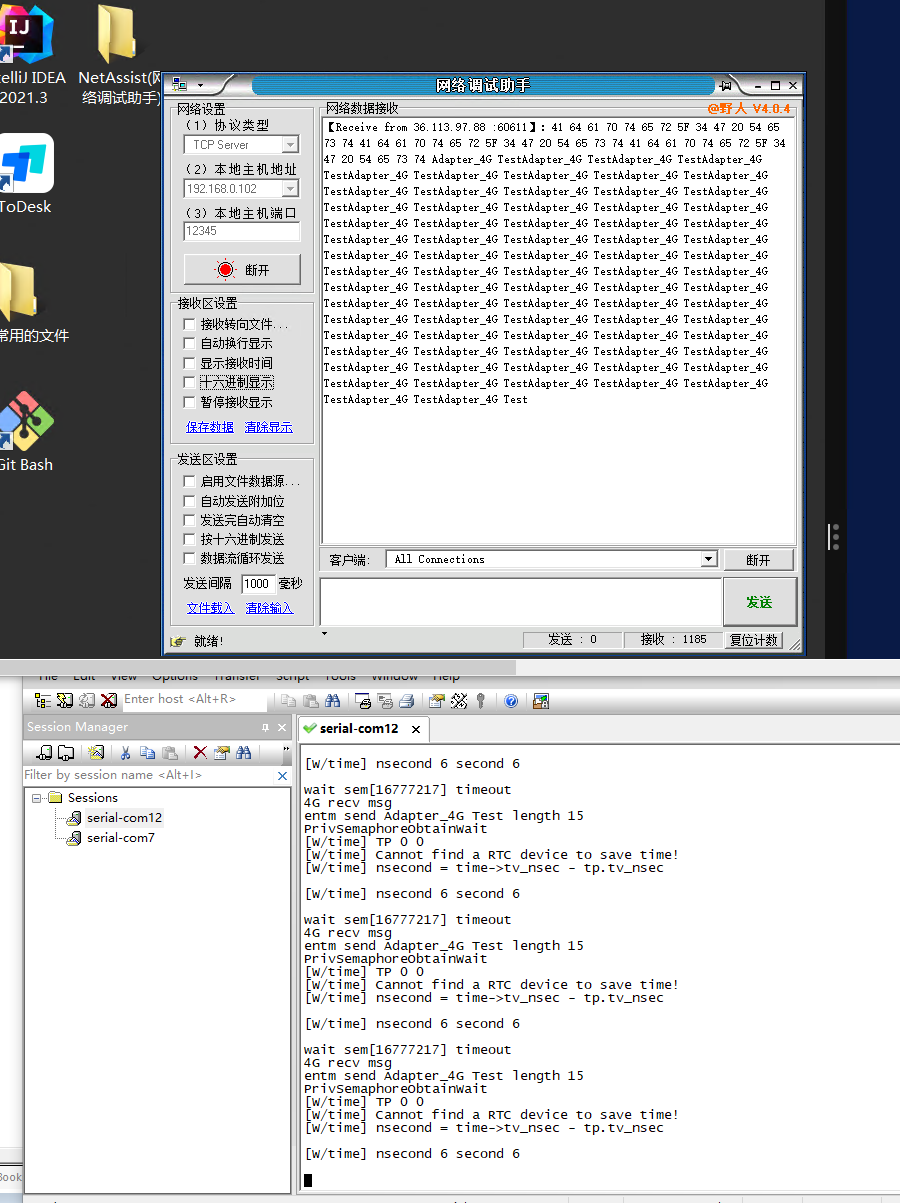 telliJ IDEA
2021.3
NetAssist(网
络调试助手)
ToDesk
常用的文件
Git Bash
网络调试助手
网络设置
（1）协议类型
TCP Server
（2）本地主机地址
192.168.0.102
（3）本地主机端口
12345
断开
接收区设置
接收转向文件...
自动换行显示
显示接收时间
十六进制显示
暂停接收显示
保存数据 清除显示
发送区设置
启用文件数据源...
自动发送附加位
发送完自动清空
按十六进制发送
数据流循环发送
发送间隔 1000 毫秒
文件载入 清除输入
网络数据接收
@野人 V4.0.4
【Receive from 36.113.97.88 :60611】: 41 64 61 70 74 65 72 5F 34 47 20 54 65
73 74 41 64 61 70 74 65 72 5F 34 47 20 54 65 73 74 41 64 61 70 74 65 72 5F 34
47 20 54 65 73 74 Adapter_4G TestAdapter_4G TestAdapter_4G TestAdapter_4G
TestAdapter_4G TestAdapter_4G TestAdapter_4G TestAdapter_4G TestAdapter_4G
TestAdapter_4G TestAdapter_4G TestAdapter_4G TestAdapter_4G TestAdapter_4G
TestAdapter_4G TestAdapter_4G TestAdapter_4G TestAdapter_4G TestAdapter_4G
TestAdapter_4G TestAdapter_4G TestAdapter_4G TestAdapter_4G TestAdapter_4G
TestAdapter_4G TestAdapter_4G TestAdapter_4G TestAdapter_4G TestAdapter_4G
TestAdapter_4G TestAdapter_4G TestAdapter_4G TestAdapter_4G TestAdapter_4G
TestAdapter_4G TestAdapter_4G TestAdapter_4G TestAdapter_4G TestAdapter_4G
TestAdapter_4G TestAdapter_4G TestAdapter_4G TestAdapter_4G TestAdapter_4G
TestAdapter_4G TestAdapter_4G TestAdapter_4G TestAdapter_4G TestAdapter_4G
TestAdapter_4G TestAdapter_4G TestAdapter_4G TestAdapter_4G TestAdapter_4G
TestAdapter_4G TestAdapter_4G TestAdapter_4G TestAdapter_4G TestAdapter_4G
TestAdapter_4G TestAdapter_4G TestAdapter_4G TestAdapter_4G TestAdapter_4G
TestAdapter_4G TestAdapter_4G TestAdapter_4G TestAdapter_4G TestAdapter_4G
TestAdapter_4G TestAdapter_4G TestAdapter_4G TestAdapter_4G TestAdapter_4G
TestAdapter_4G TestAdapter_4G Test
客户端: All Connections 断开
发送
就绪! 发送 : 0 接收 : 1185 复位计数
File Edit View Options Transfer Script Tools Window Help
Enter host <Alt+R>
Session Manager
Filter by session name <Alt+I>
Sessions
serial-com12
serial-com7
serial-com12
[W/time] nsecond 6 second 6
wait sem[16777217] timeout
4G recv msg
entm send Adapter_4G Test length 15
PrivSemaphoreObtainWait
[W/time] TP 0 0
[W/time] Cannot find a RTC device to save time!
[W/time] nsecond = time->tv_nsec - tp.tv_nsec
[W/time] nsecond 6 second 6
wait sem[16777217] timeout
4G recv msg
entm send Adapter_4G Test length 15
PrivSemaphoreObtainWait
[W/time] TP 0 0
[W/time] Cannot find a RTC device to save time!
[W/time] nsecond = time->tv_nsec - tp.tv_nsec
[W/time] nsecond 6 second 6
wait sem[16777217] timeout
4G recv msg
entm send Adapter_4G Test length 15
PrivSemaphoreObtainWait
[W/time] TP 0 0
[W/time] Cannot find a RTC device to save time!
[W/time] nsecond = time->tv_nsec - tp.tv_nsec
[W/time] nsecond 6 second 6
Book